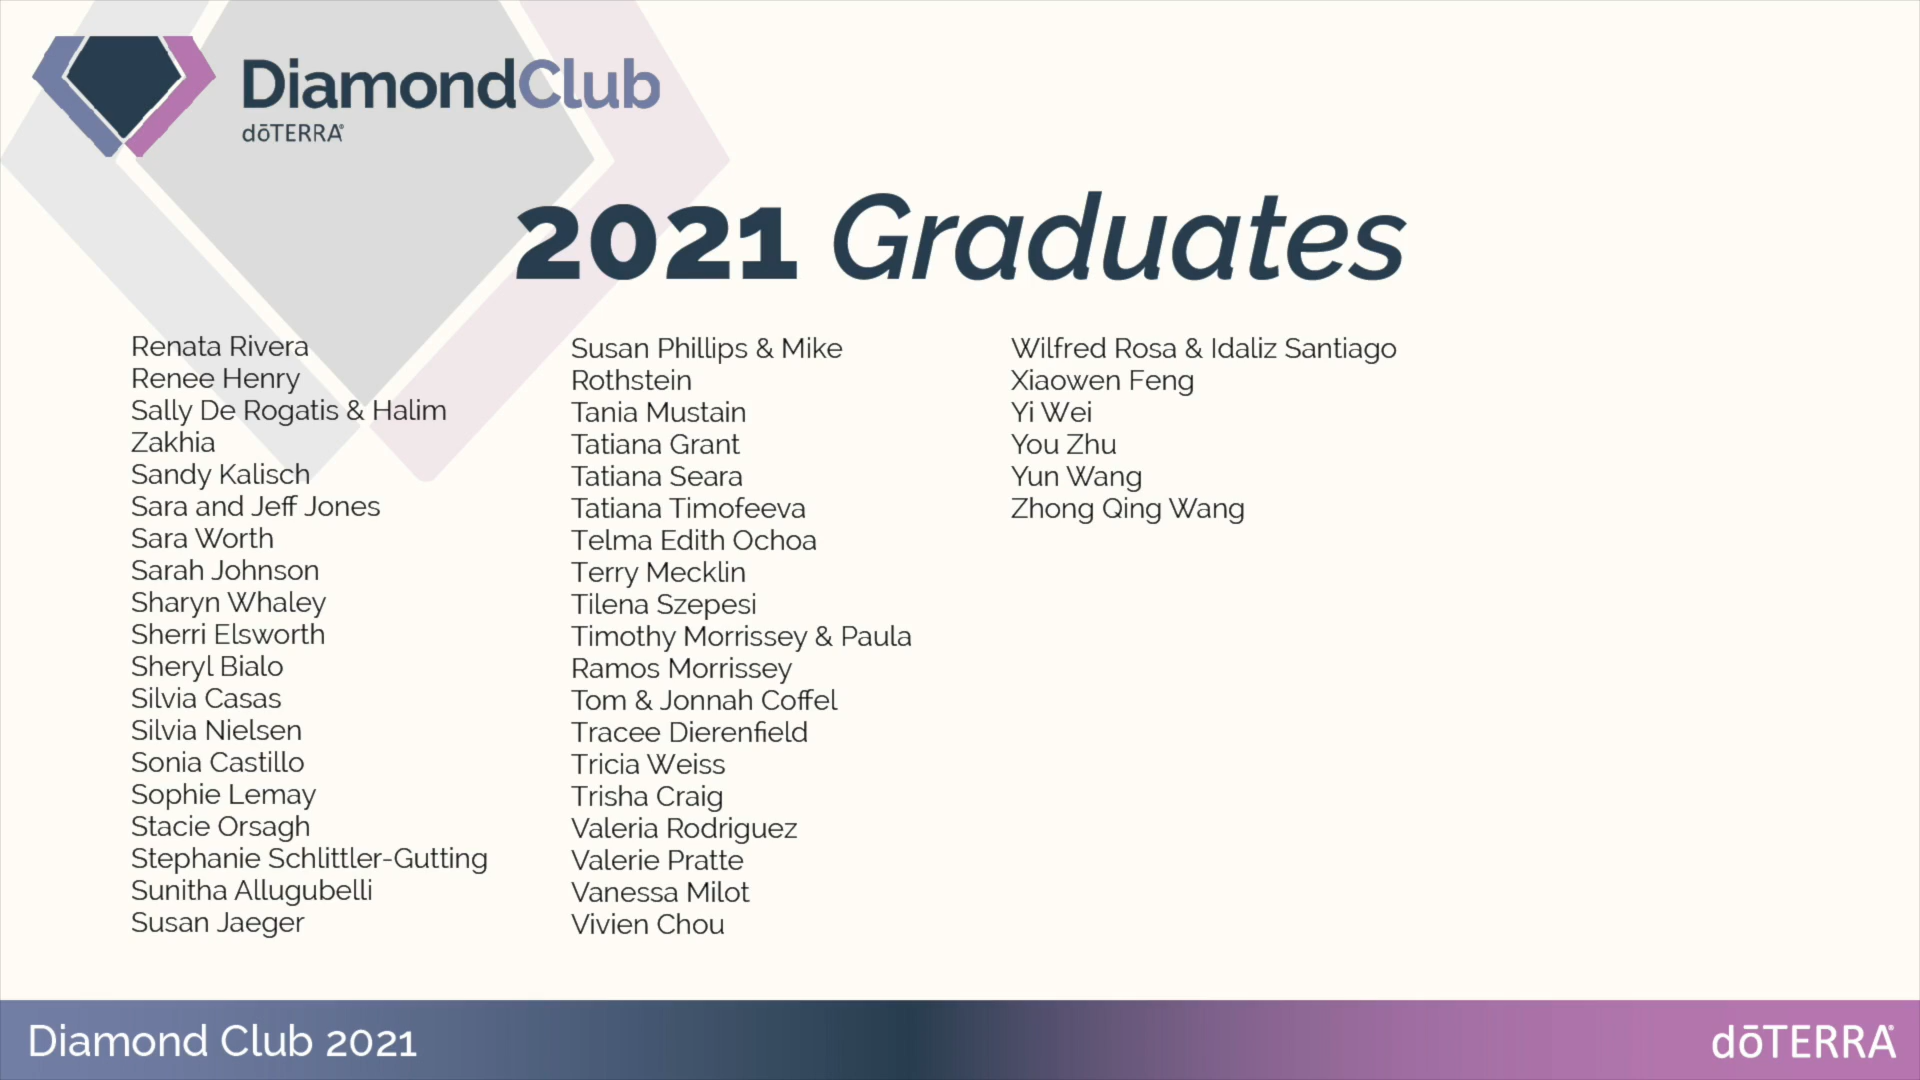 DiamondClub
dōTERRA®
2021 Graduates
Renata Rivera
Renee Henry
Sally De Rogatis & Halim
Zakhia
Sandy Kalisch
Sara and Jeff Jones
Sara Worth
Sarah Johnson
Sharyn Whaley
Sherri Elsworth
Sheryl Bialo
Silvia Casas
Silvia Nielsen
Sonia Castillo
Sophie Lemay
Stacie Orsagh
Stephanie Schlittler-Gutting
Sunitha Allugubelli
Susan Jaeger
Susan Phillips & Mike
Rothstein
Tania Mustain
Tatiana Grant
Tatiana Seara
Tatiana Timofeeva
Telma Edith Ochoa
Terry Mecklin
Tilena Szepesi
Timothy Morrissey & Paula
Ramos Morrissey
Tom & Jonnah Coffel
Tracee Dierenfield
Tricia Weiss
Trisha Craig
Valeria Rodriguez
Valerie Pratte
Vanessa Milot
Vivien Chou
Wilfred Rosa & Idaliz Santiago
Xiaowen Feng
Yi Wei
You Zhu
Yun Wang
Zhong Qing Wang
Diamond Club 2021
dōTERRA®